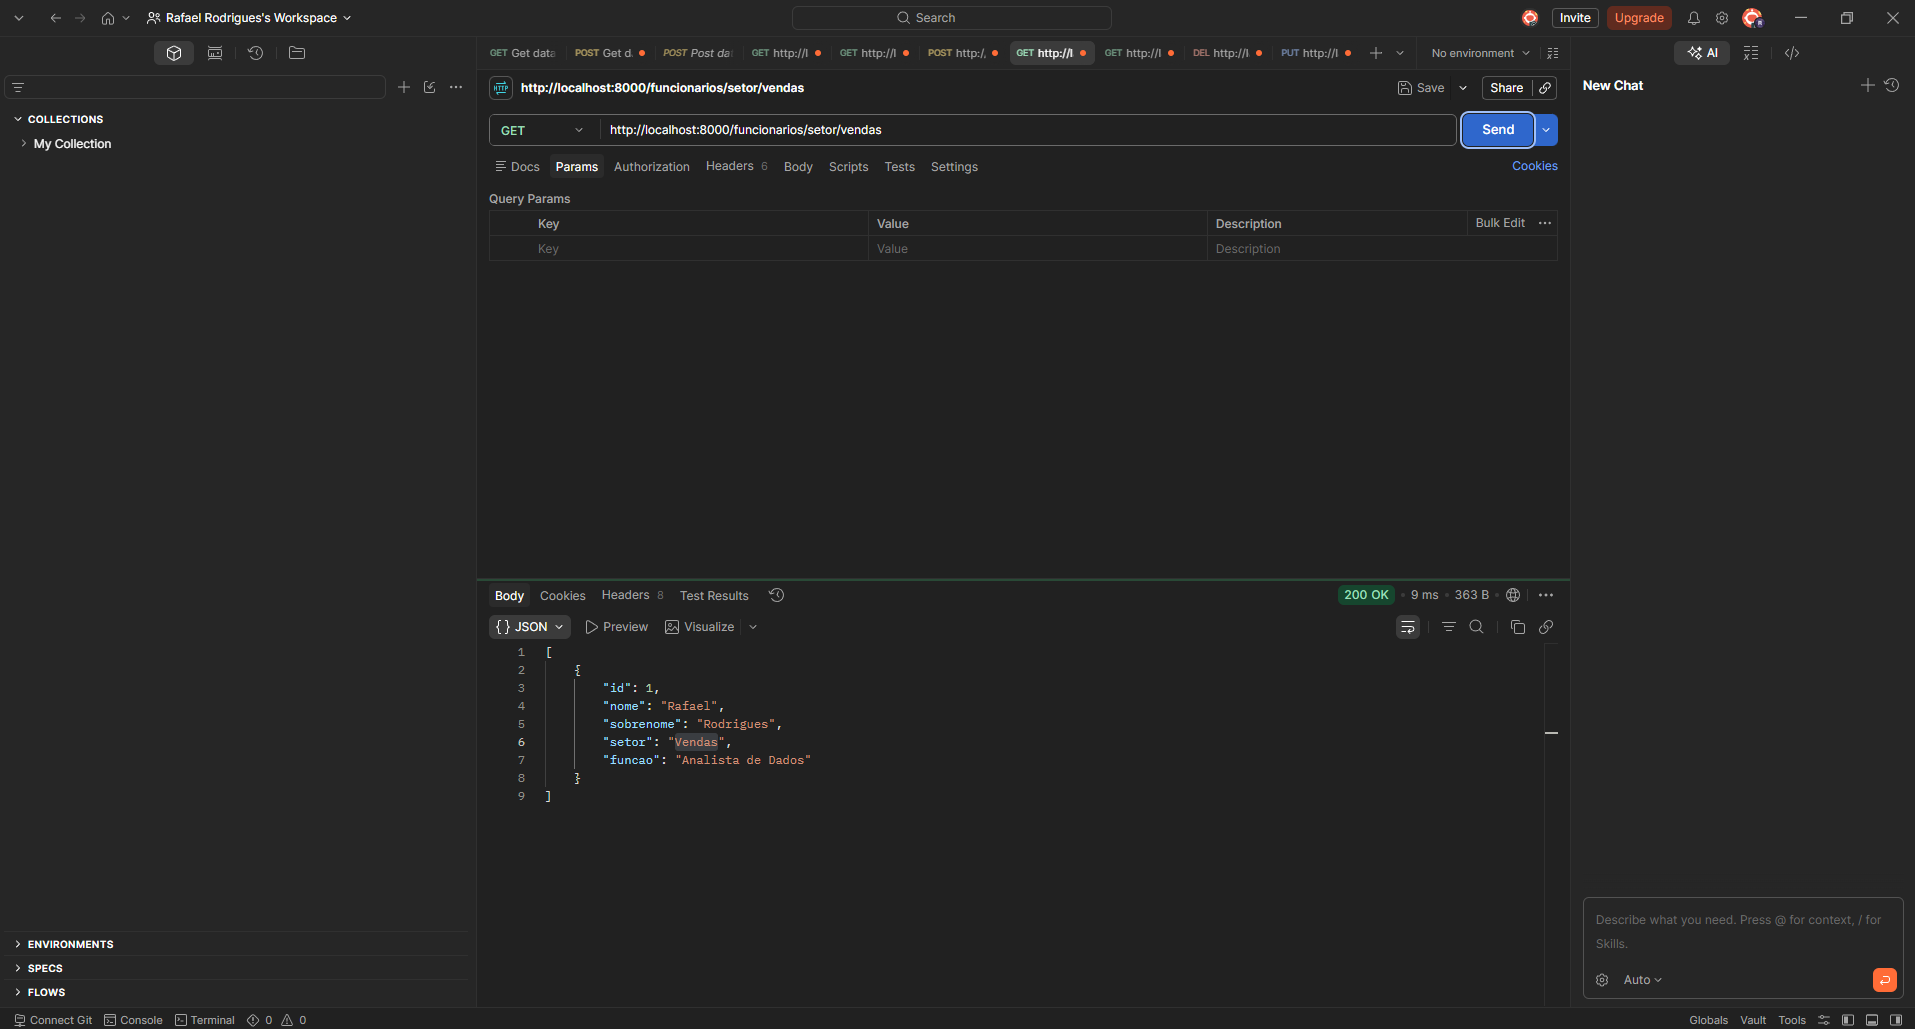 Rafael Rodrigues's Workspace
Search
Invite
Upgrade
GET Get data
POST Get d.
POST Post da
GET http://l
GET http://l
POST http:/.
GET http://l
GET http://l
DEL http://l
PUT http://l
No environment
AI
COLLECTIONS
My Collection
HTTP
http://localhost:8000/funcionarios/setor/vendas
Save
Share
New Chat
GET
http://localhost:8000/funcionarios/setor/vendas
Send
Docs
Params
Authorization
Headers 6
Body
Scripts
Tests
Settings
Cookies
Query Params
Key
Value
Description
Bulk Edit
Key
Value
Description
Body
Cookies
Headers 8
Test Results
200 OK
9 ms
363 B
{} JSON
Preview
Visualize
1 [
2 {
3 "id": 1,
4 "nome": "Rafael",
5 "sobrenome": "Rodrigues",
6 "setor": "Vendas",
7 "funcao": "Analista de Dados"
8 }
9 ]
ENVIRONMENTS
SPECS
FLOWS
Describe what you need. Press @ for context, / for
Skills.
Auto
Connect Git
Console
Terminal
0
0
Globals
Vault
Tools